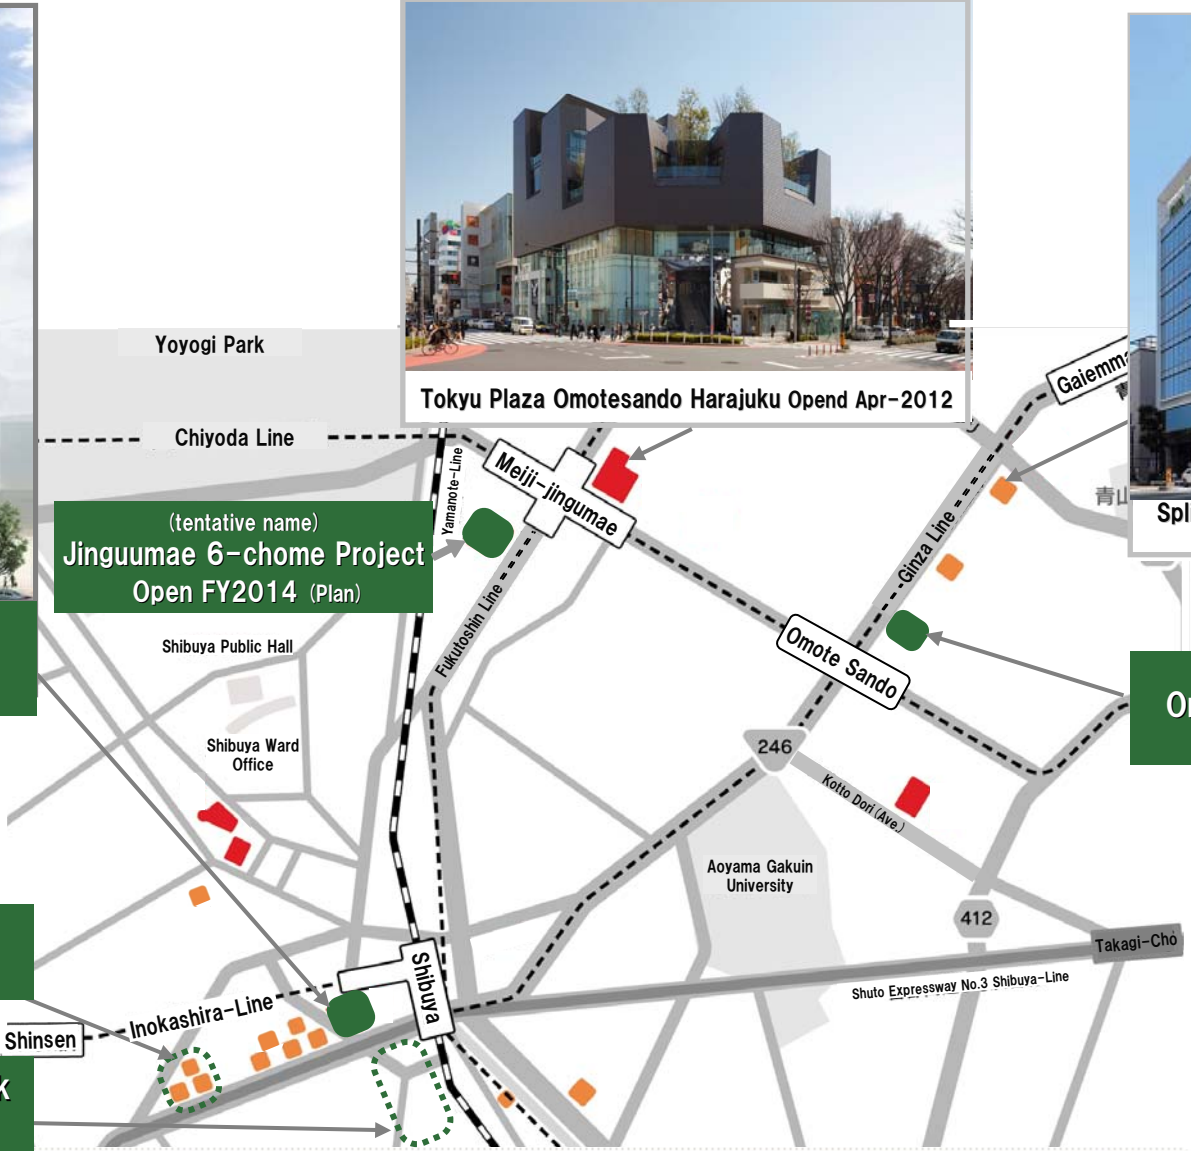 Yoyogi Park
Tokyu Plaza Omotesando Harajuku Opend Apr-2012
Chiyoda Line
Yamanote-Line
Meiji-jingumae
Gaiemma
青
青山
Spl
(tentative name)
Jinguumae 6-chome Project
Open FY2014 (Plan)
Ginza Line
Fukutoshin Line
Shibuya Public Hall
Omote Sando
Or
Shibuya Ward
Office
246
Kotto Dori (Ave.)
Aoyama Gakuin
University
412
Takagi-Cho
Shibuya
Shuto Expressway No.3 Shibuya-Line
Inokashira-Line
Shinsen
k